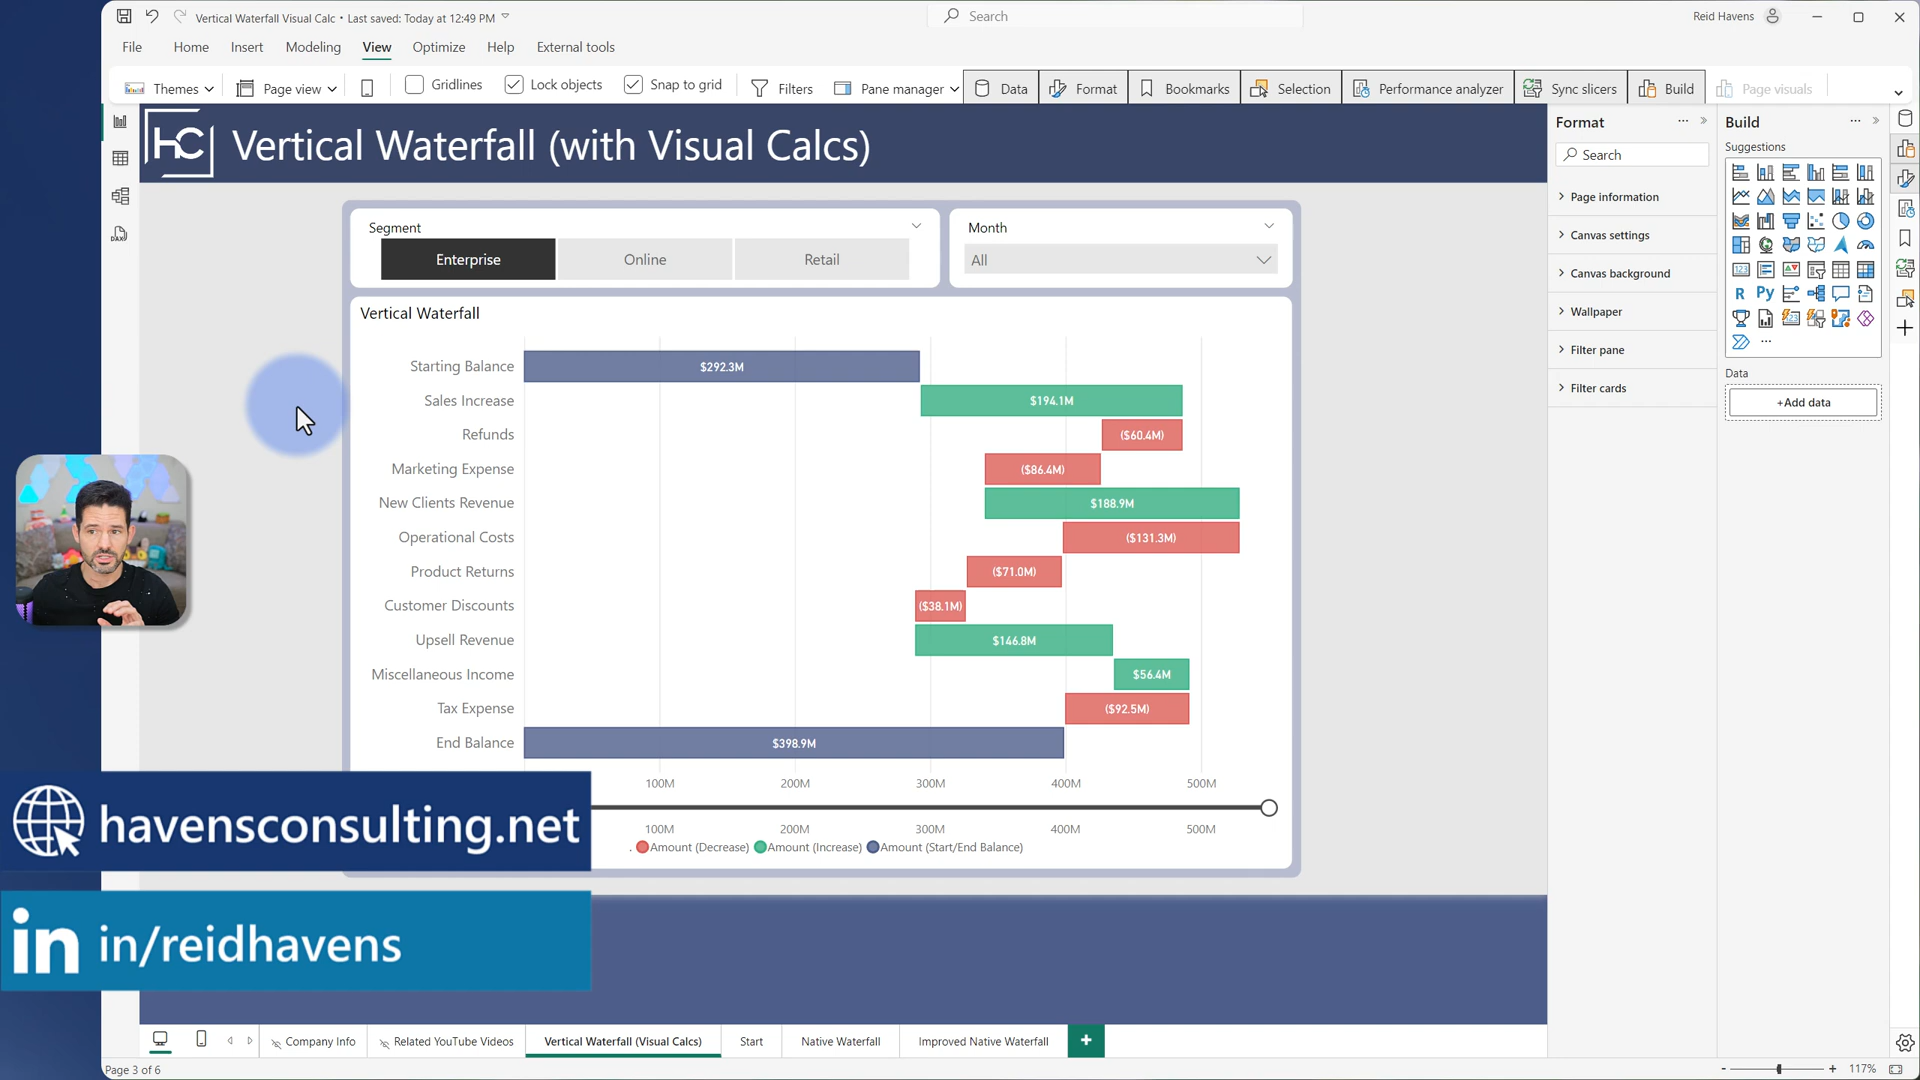 Vertical Waterfall Visual Calc • Last saved: Today at 12:49 PM
Search
Reid Havens
File
Home
Insert
Modeling
View
Optimize
Help
External tools
Themes
Page view
Gridlines
Lock objects
Snap to grid
Filters
Pane manager
Data
Format
Bookmarks
Selection
Performance analyzer
Sync slicers
Build
Page visuals
HC
Vertical Waterfall (with Visual Calcs)
Format
Search
Page information
Canvas settings
Canvas background
Wallpaper
Filter pane
Filter cards
Build
Suggestions
R
Py
Data
+Add data
DAX
Segment
Enterprise
Online
Retail
Month
All
Vertical Waterfall
Starting Balance
$292.3M
Sales Increase
$194.1M
Refunds
($60.4M)
Marketing Expense
($86.4M)
New Clients Revenue
$188.9M
Operational Costs
($131.3M)
Product Returns
($71.0M)
Customer Discounts
($38.1M)
Upsell Revenue
$146.8M
Miscellaneous Income
$56.4M
Tax Expense
($92.5M)
End Balance
$398.9M
100M
200M
300M
400M
500M
100M
200M
300M
400M
500M
. Amount (Decrease) Amount (Increase) Amount (Start/End Balance)
havensconsulting.net
in in/reidhavens
Company Info
Related YouTube Videos
Vertical Waterfall (Visual Calcs)
Start
Native Waterfall
Improved Native Waterfall
Page 3 of 6
117%